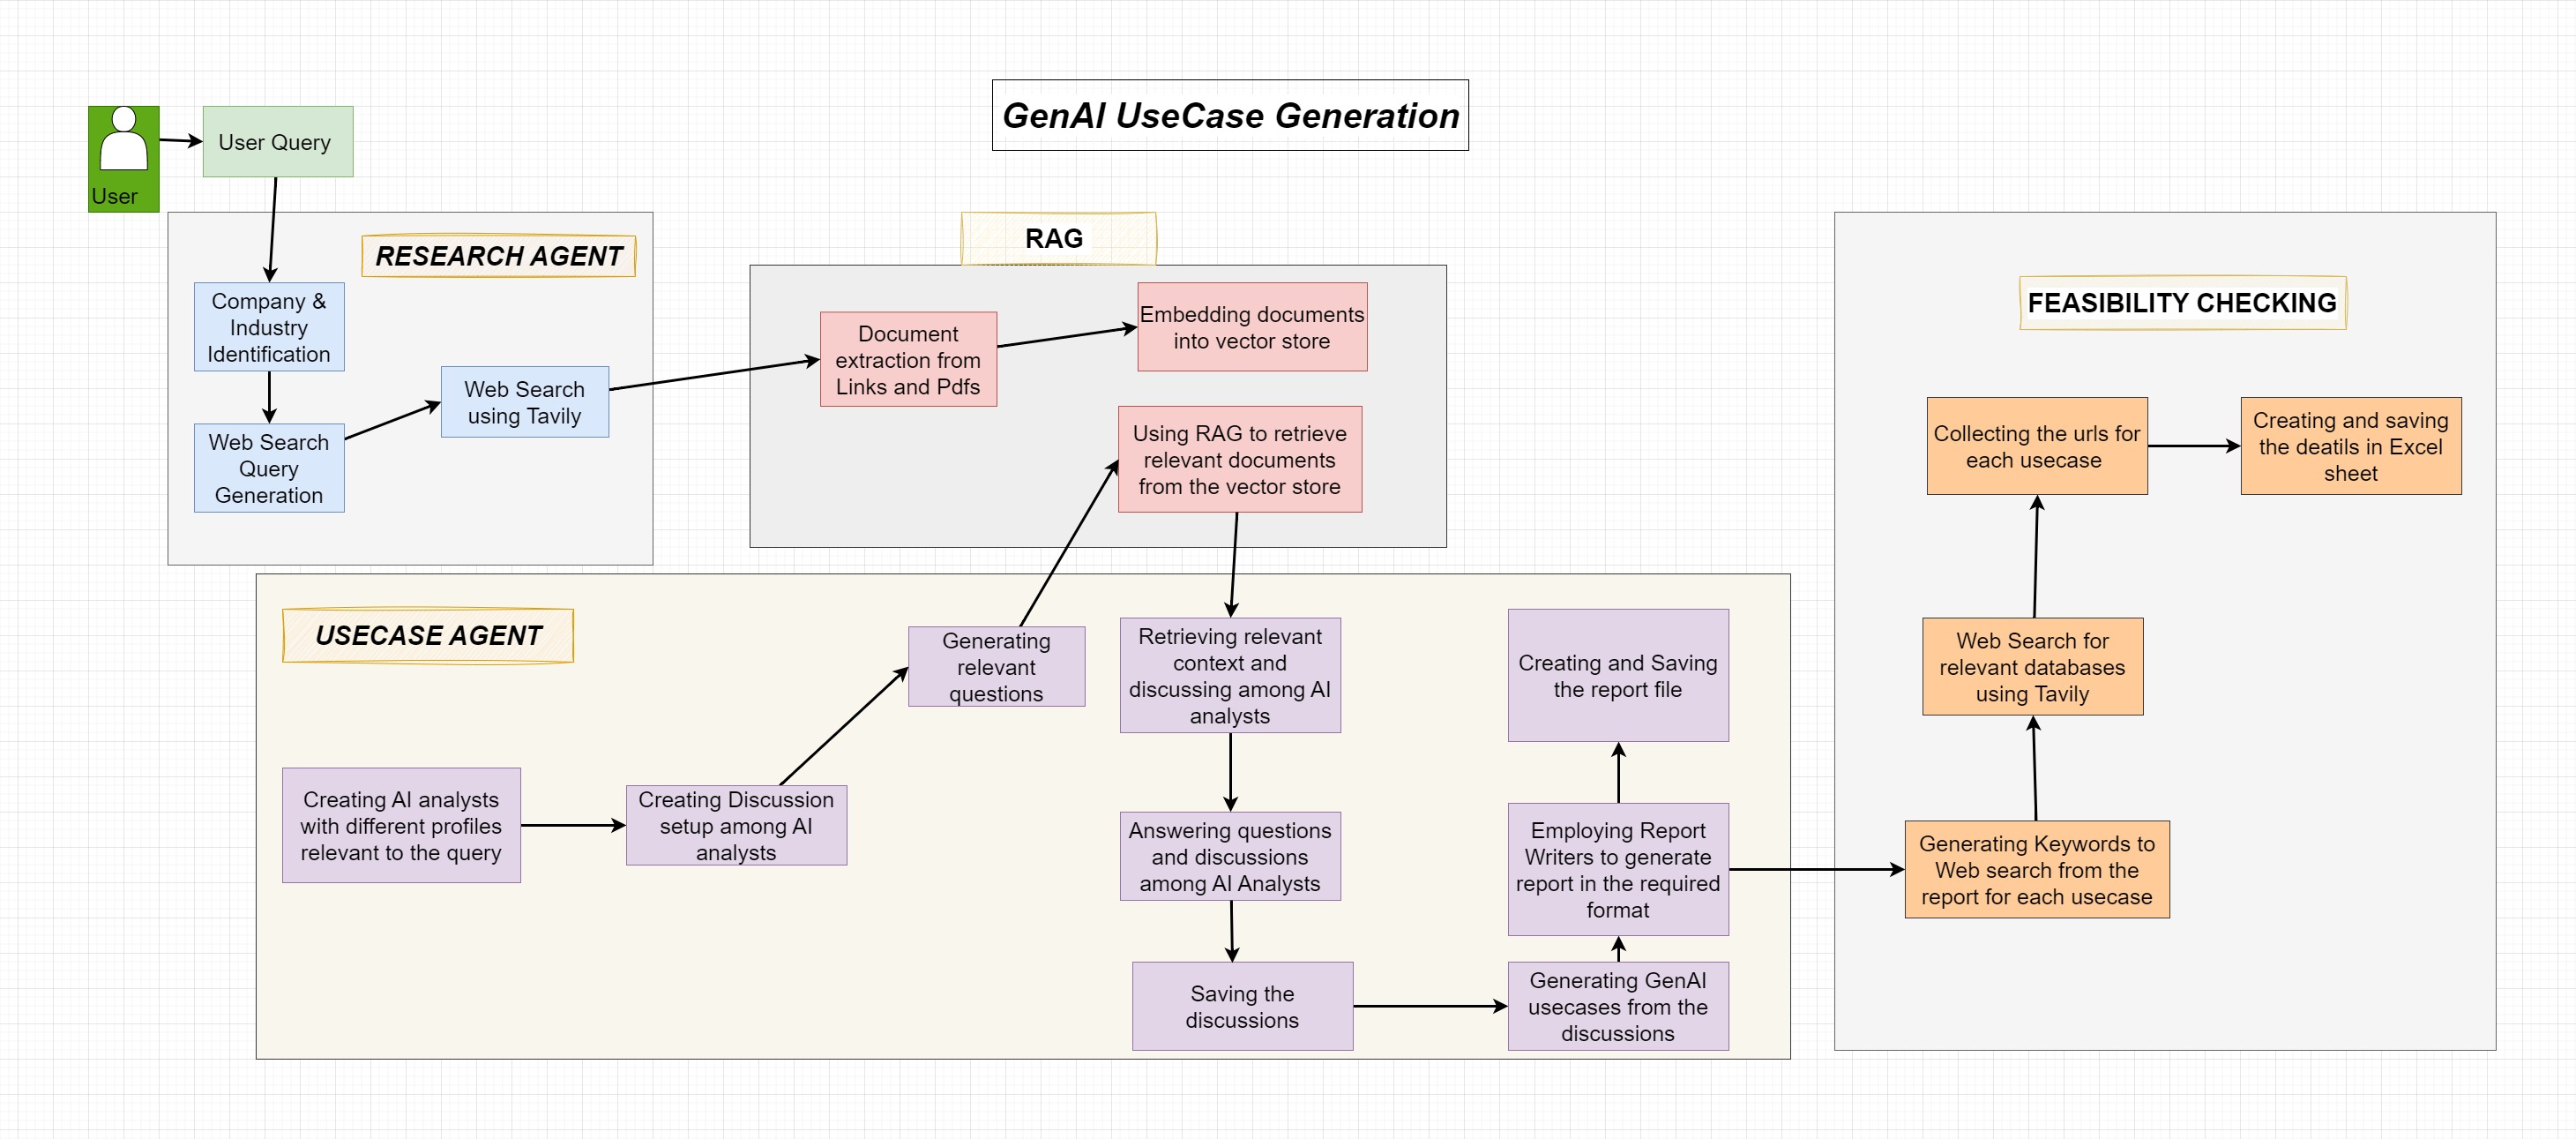 GenAI UseCase Generation
User
User Query
RESEARCH AGENT
Company &
Industry
Identification
Web Search
Query
Generation
Web Search
using Tavily
RAG
Document
extraction from
Links and Pdfs
Embedding documents
into vector store
Using RAG to retrieve
relevant documents
from the vector store
USECASE AGENT
Creating AI analysts
with different profiles
relevant to the query
Creating Discussion
setup among AI
analysts
Generating
relevant
questions
Retrieving relevant
context and
discussing among AI
analysts
Answering questions
and discussions
among AI Analysts
Saving the
discussions
Generating GenAI
usecases from the
discussions
Employing Report
Writers to generate
report in the required
format
Creating and Saving
the report file
FEASIBILITY CHECKING
Generating Keywords to
Web search from the
report for each usecase
Web Search for
relevant databases
using Tavily
Collecting the urls for
each usecase
Creating and saving
the deatils in Excel
sheet